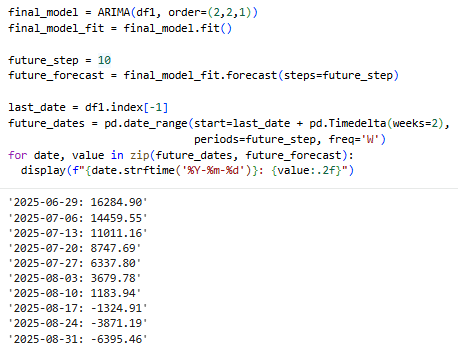 final_model = ARIMA(df1, order=(2,2,1))
final_model_fit = final_model.fit()
future_step = 10
future_forecast = final_model_fit.forecast(steps=future_step)
last_date = df1.index[-1]
future_dates = pd.date_range(start=last_date + pd.Timedelta(weeks=2),
                             periods=future_step, freq='W')
for date, value in zip(future_dates, future_forecast):
  display(f"{date.strftime('%Y-%m-%d')}: {value:.2f}")
'2025-06-29: 16284.90'
'2025-07-06: 14459.55'
'2025-07-13: 11011.16'
'2025-07-20: 8747.69'
'2025-07-27: 6337.80'
'2025-08-03: 3679.78'
'2025-08-10: 1183.94'
'2025-08-17: -1324.91'
'2025-08-24: -3871.19'
'2025-08-31: -6395.46'